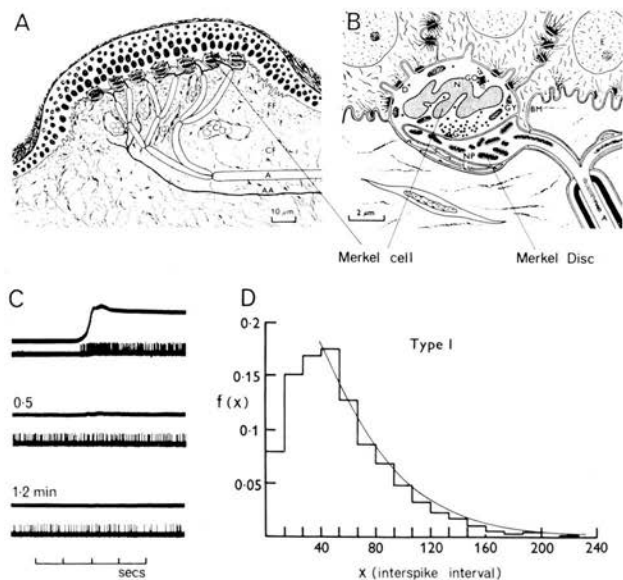 A
FF
CF
A
AA
10 μm
B
GO
N
D
GY
BM
NP
L
A
2 μm
Merkel cell
Merkel Disc
C
0·5
1·2 min
secs
D
Type I
f(x)
0·2
0·15
0·1
0·05
40
80
120
160
200
240
X (interspike interval)